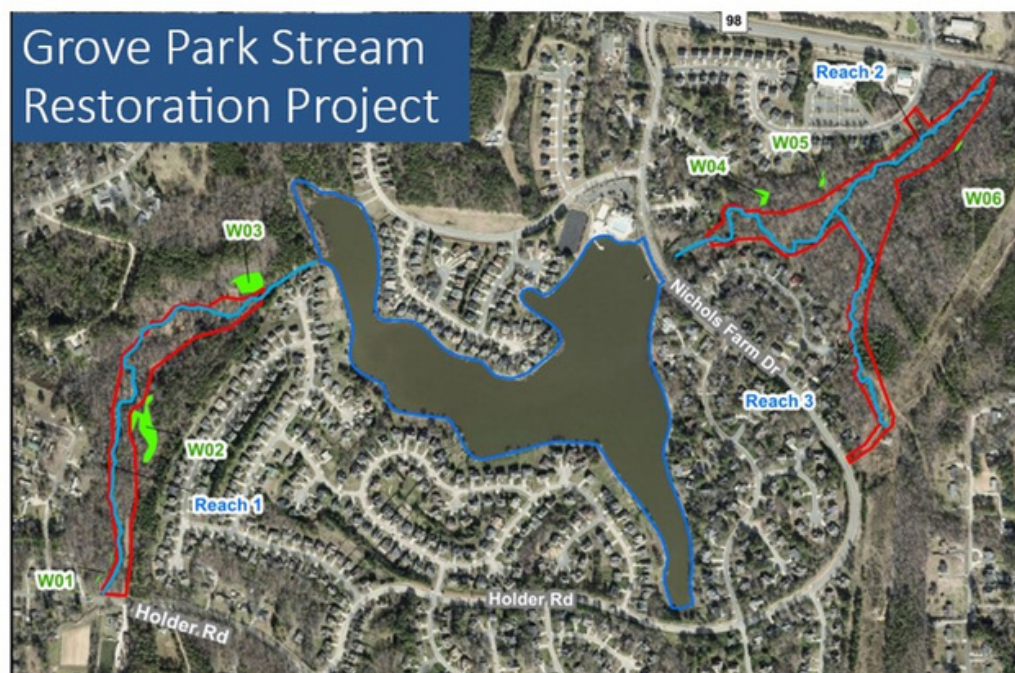 Grove Park Stream
Restoration Project
98
Reach 2
W05
W04
W06
W03
Nichols Farm Dr
Reach 3
W02
Reach 1
W01
Holder Rd
Holder Rd